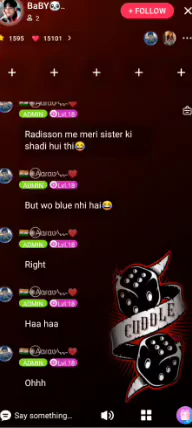 BaBY
+ FOLLOW
2
1595 15101 >
ADMIN Lvl.18
Radisson me meri sister ki
shadi hui thi😂
ADMIN Lvl.18
But wo blue nhi hai😂
ADMIN Lvl.18
Right
ADMIN Lvl.18
Haa haa
ADMIN Lvl.18
Ohhh
CUDDLE
Say something...